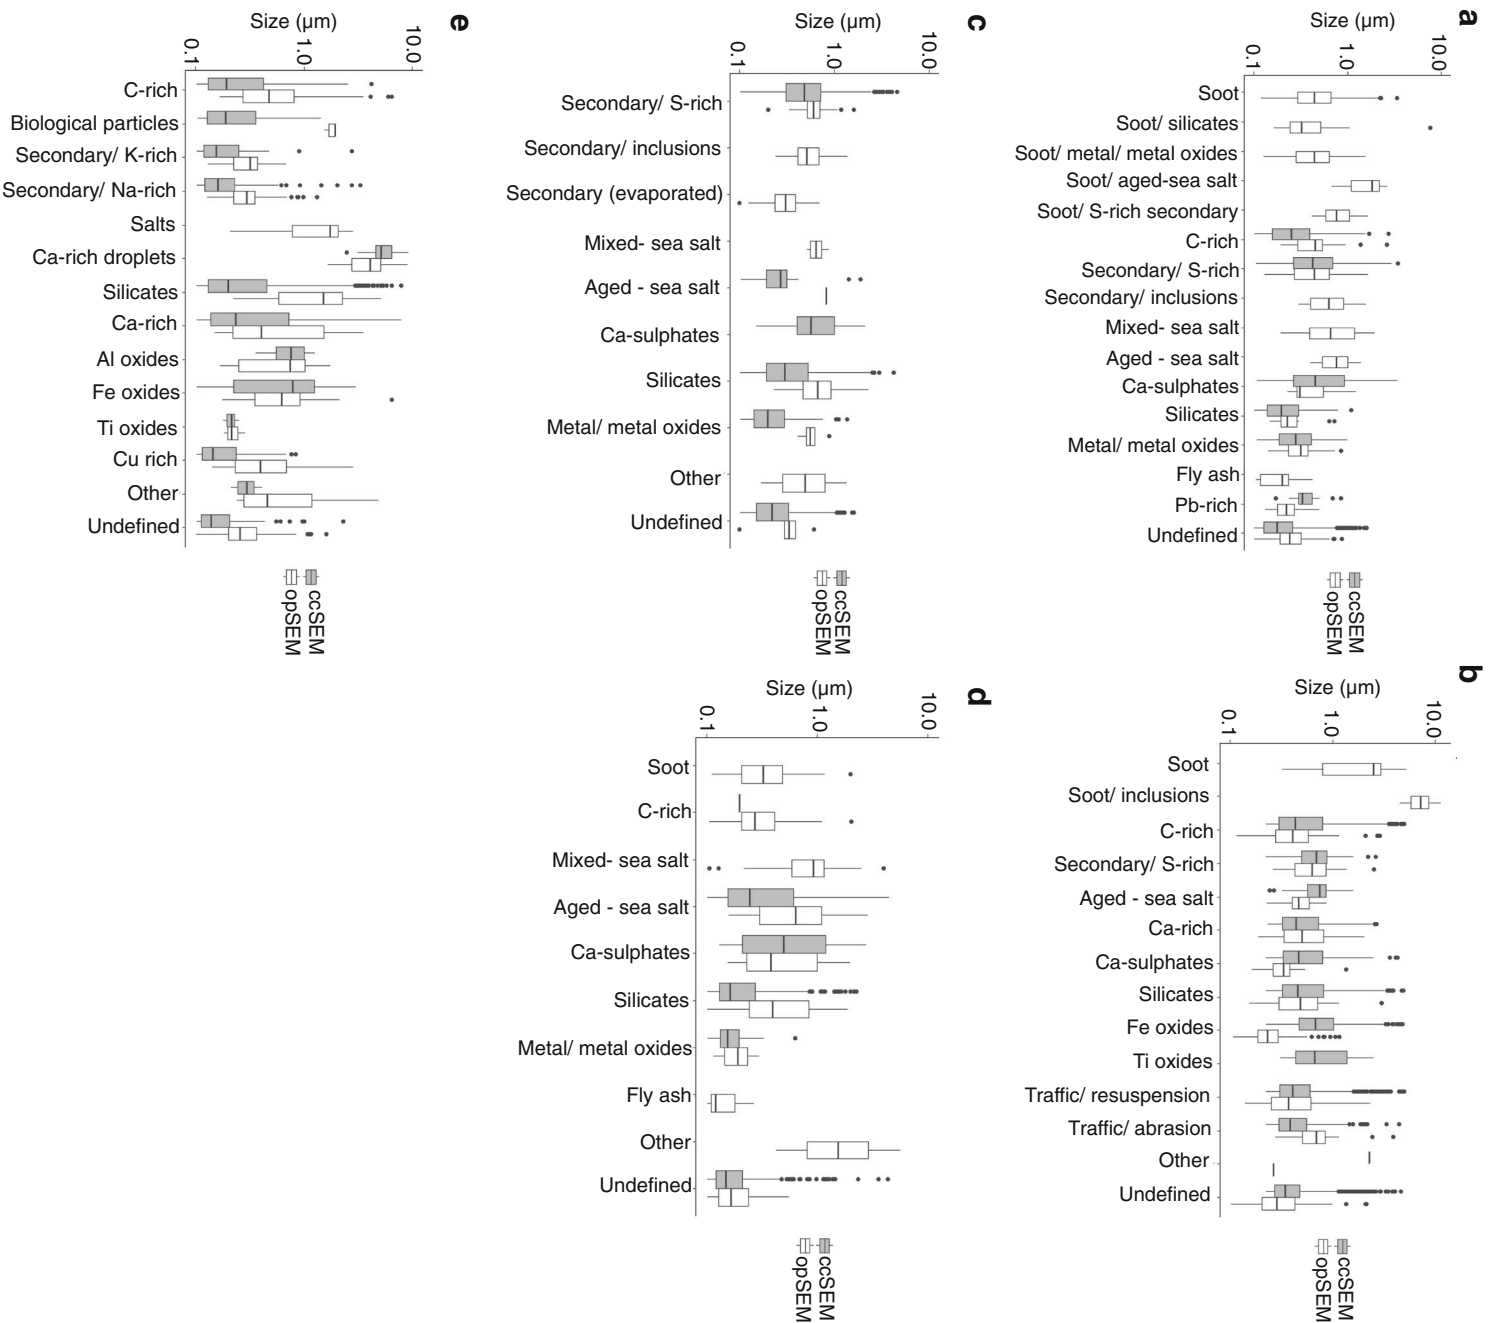 a
Size (µm)
0.1
1.0
10.0
Soot
Soot/ silicates
Soot/ metal/ metal oxides
Soot/ aged-sea salt
Soot/ S-rich secondary
C-rich
Secondary/ S-rich
Secondary/ inclusions
Mixed- sea salt
Aged - sea salt
Ca-sulphates
Silicates
Metal/ metal oxides
Fly ash
Pb-rich
Undefined
ccSEM
opSEM
b
Size (µm)
0.1
1.0
10.0
Soot
Soot/ inclusions
C-rich
Secondary/ S-rich
Aged - sea salt
Ca-rich
Ca-sulphates
Silicates
Fe oxides
Ti oxides
Traffic/ resuspension
Traffic/ abrasion
Other
Undefined
ccSEM
opSEM
c
Size (µm)
0.1
1.0
10.0
Secondary/ S-rich
Secondary/ inclusions
Secondary (evaporated)
Mixed- sea salt
Aged - sea salt
Ca-sulphates
Silicates
Metal/ metal oxides
Other
Undefined
ccSEM
opSEM
d
Size (µm)
0.1
1.0
10.0
Soot
C-rich
Mixed- sea salt
Aged - sea salt
Ca-sulphates
Silicates
Metal/ metal oxides
Fly ash
Other
Undefined
ccSEM
opSEM
e
Size (µm)
0.1
1.0
10.0
C-rich
Biological particles
Secondary/ K-rich
Secondary/ Na-rich
Salts
Ca-rich droplets
Silicates
Ca-rich
Al oxides
Fe oxides
Ti oxides
Cu rich
Other
Undefined
ccSEM
opSEM